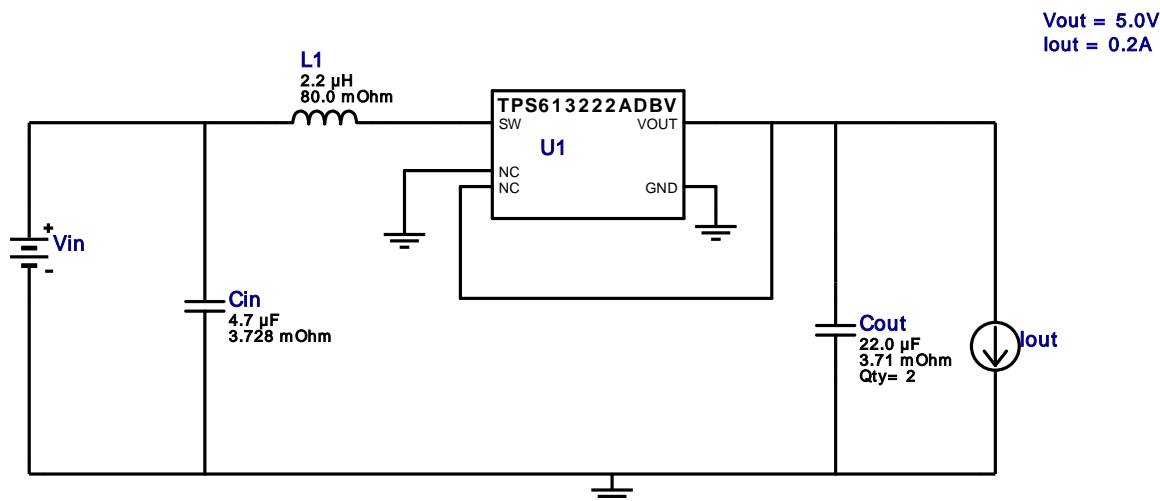 Vout = 5.0V
Iout = 0.2A
L1
2.2 µH
80.0 mOhm
TPS613222ADBV
SW
VOUT
U1
NC
NC
GND
+
Vin
-
Cin
4.7 µF
3.728 mOhm
Cout
22.0 µF
3.71 mOhm
Qty= 2
Iout